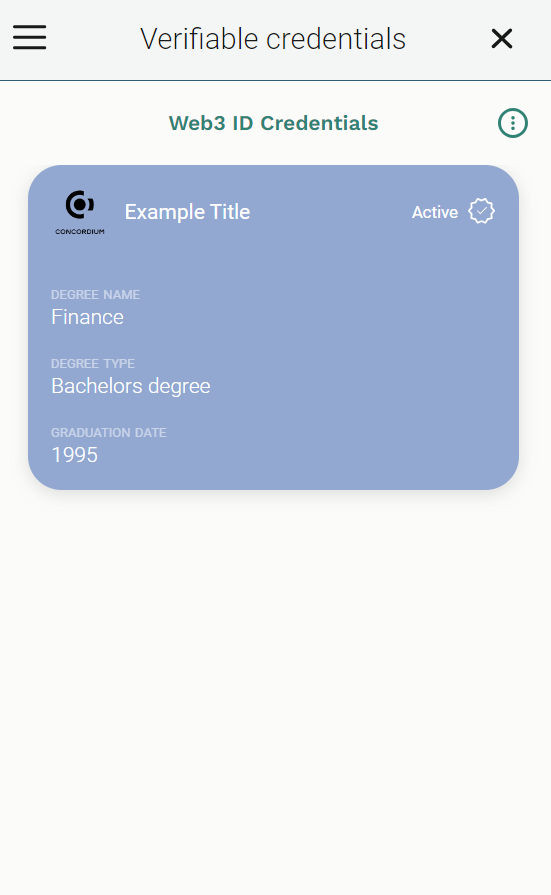 Verifiable credentials
Web3 ID Credentials
CONCORDIUM
Example Title
Active
DEGREE NAME
Finance
DEGREE TYPE
Bachelors degree
GRADUATION DATE
1995